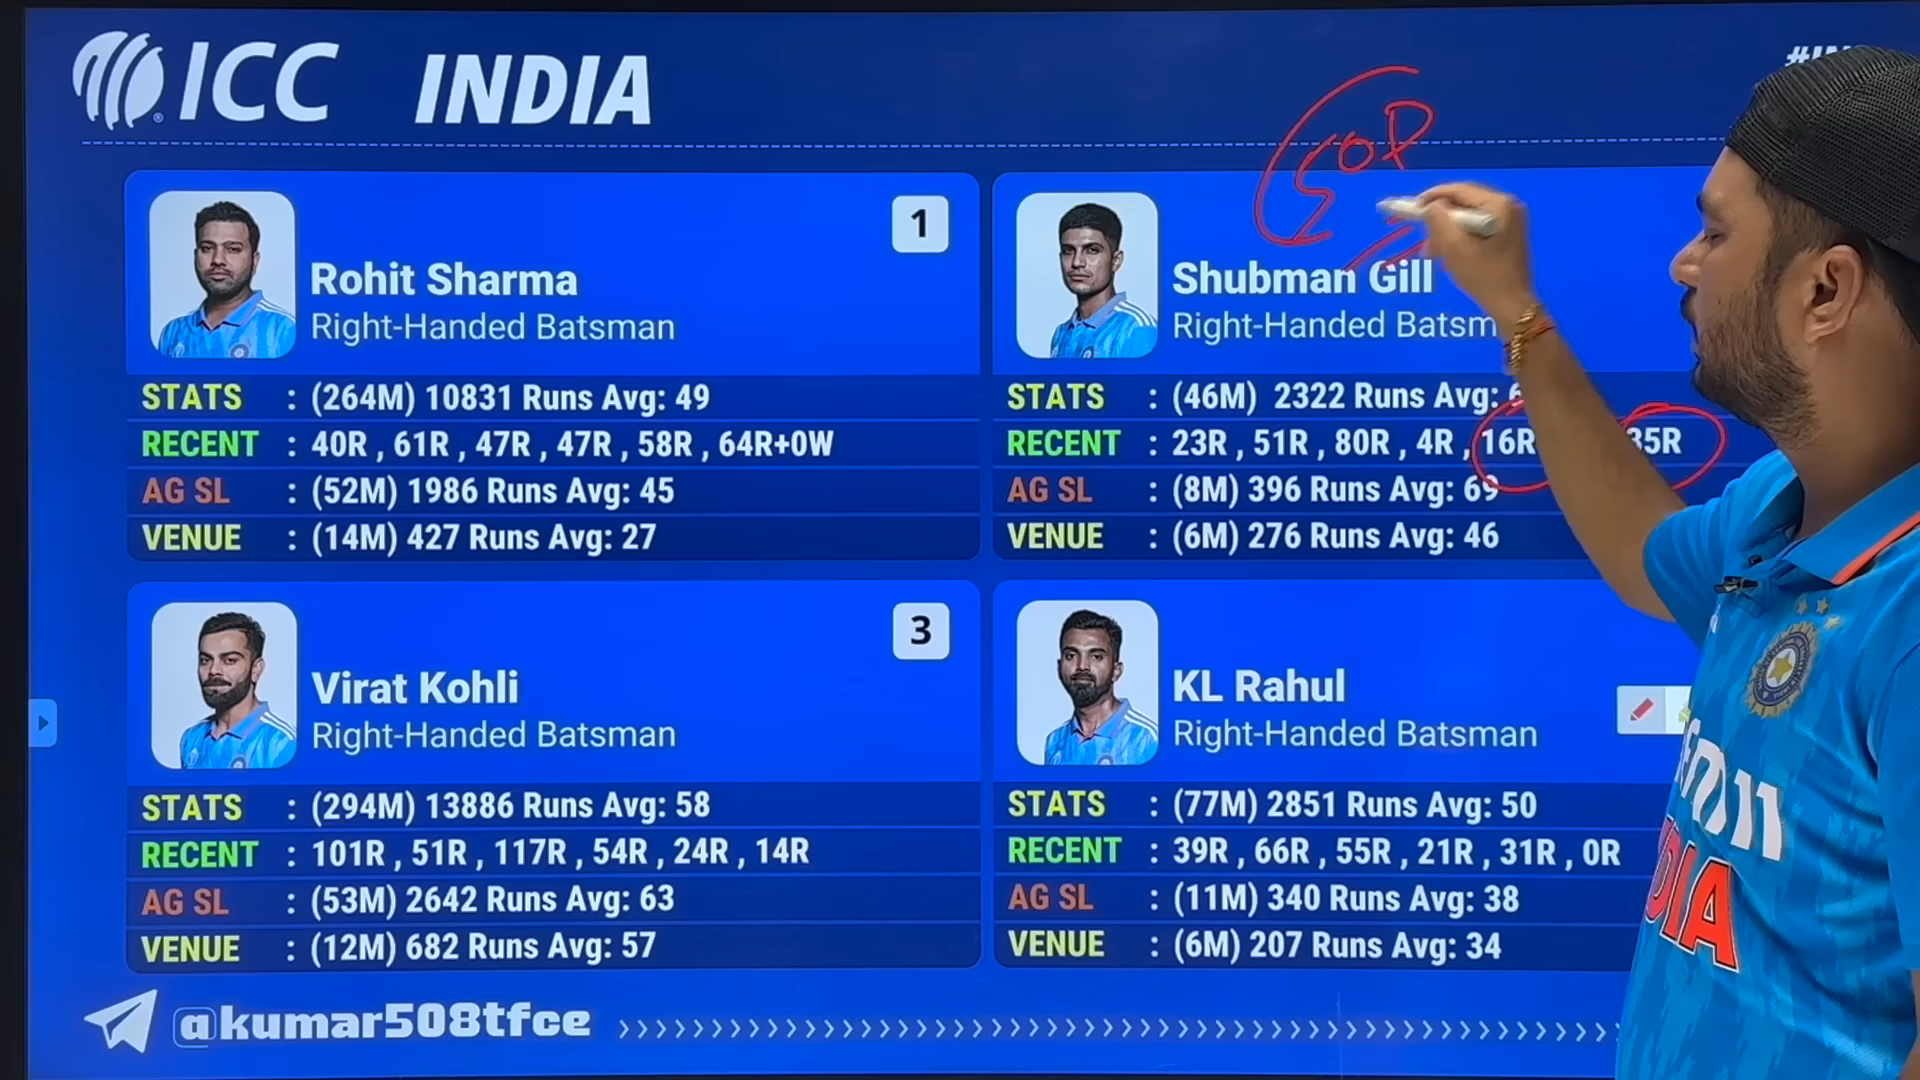 ICC INDIA
1
Rohit Sharma
Right-Handed Batsman
STATS : (264M) 10831 Runs Avg: 49
RECENT : 40R , 61R , 47R , 47R , 58R , 64R+0W
AG SL : (52M) 1986 Runs Avg: 45
VENUE : (14M) 427 Runs Avg: 27
Shubman Gill
Right-Handed
STATS : (46M) 2322 Runs Avg:
RECENT : 23R , 51R , 80R , 4R , 16R 35R
AG SL : (8M) 396 Runs Avg: 69
VENUE : (6M) 276 Runs Avg: 46
3
Virat Kohli
Right-Handed Batsman
STATS : (294M) 13886 Runs Avg: 58
RECENT : 101R , 51R , 117R , 54R , 24R , 14R
AG SL : (53M) 2642 Runs Avg: 63
VENUE : (12M) 682 Runs Avg: 57
KL Rahul
Right-Handed Batsman
STATS : (77M) 2851 Runs Avg: 50
RECENT : 39R , 66R , 55R , 21R , 31R , 0R
AG SL : (11M) 340 Runs Avg: 38
VENUE : (6M) 207 Runs Avg: 34
@kumar508tfce